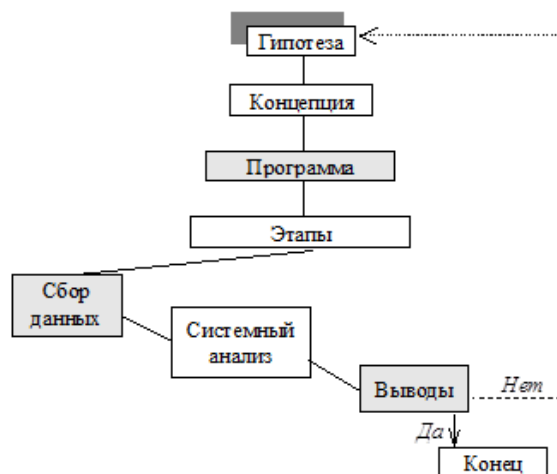 Гипотеза
Концепция
Программа
Этапы
Сбор
данных
Системный
анализ
Выводы
Нет
Да
Конец